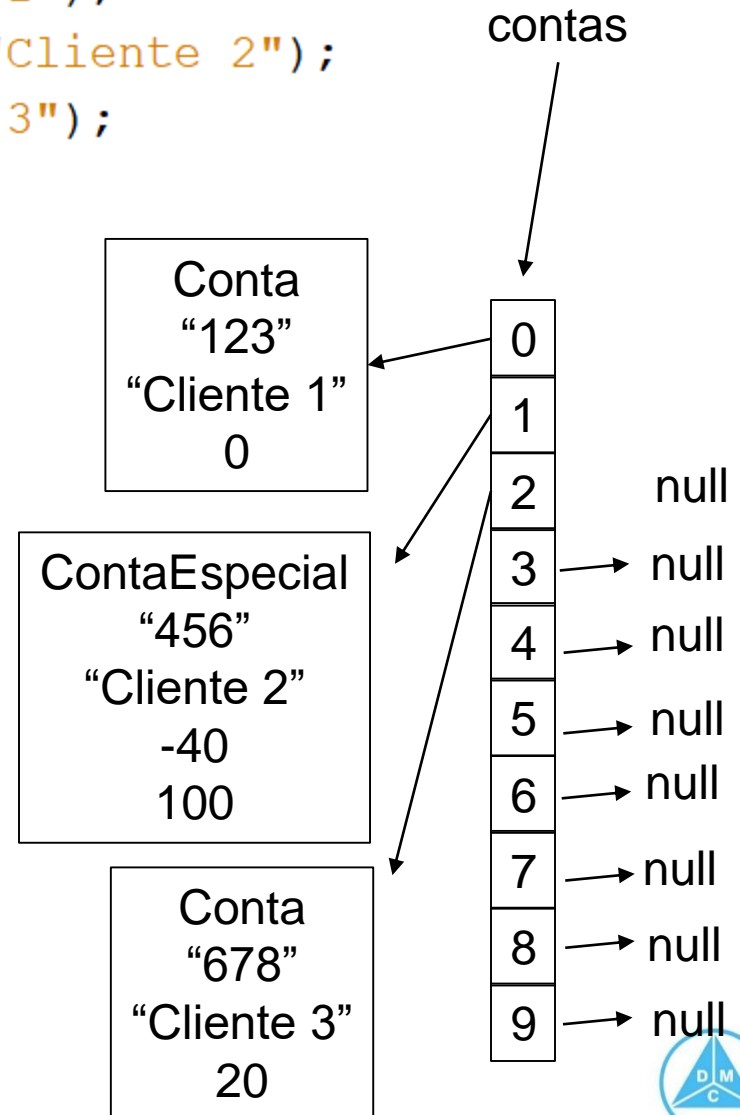 Cliente 2");
3");
contas
Conta
“123”
“Cliente 1”
0
ContaEspecial
“456”
“Cliente 2”
-40
100
Conta
“678”
“Cliente 3”
20
0
1
2 null
3 null
4 null
5 null
6 null
7 null
8 null
9 null
D M
C